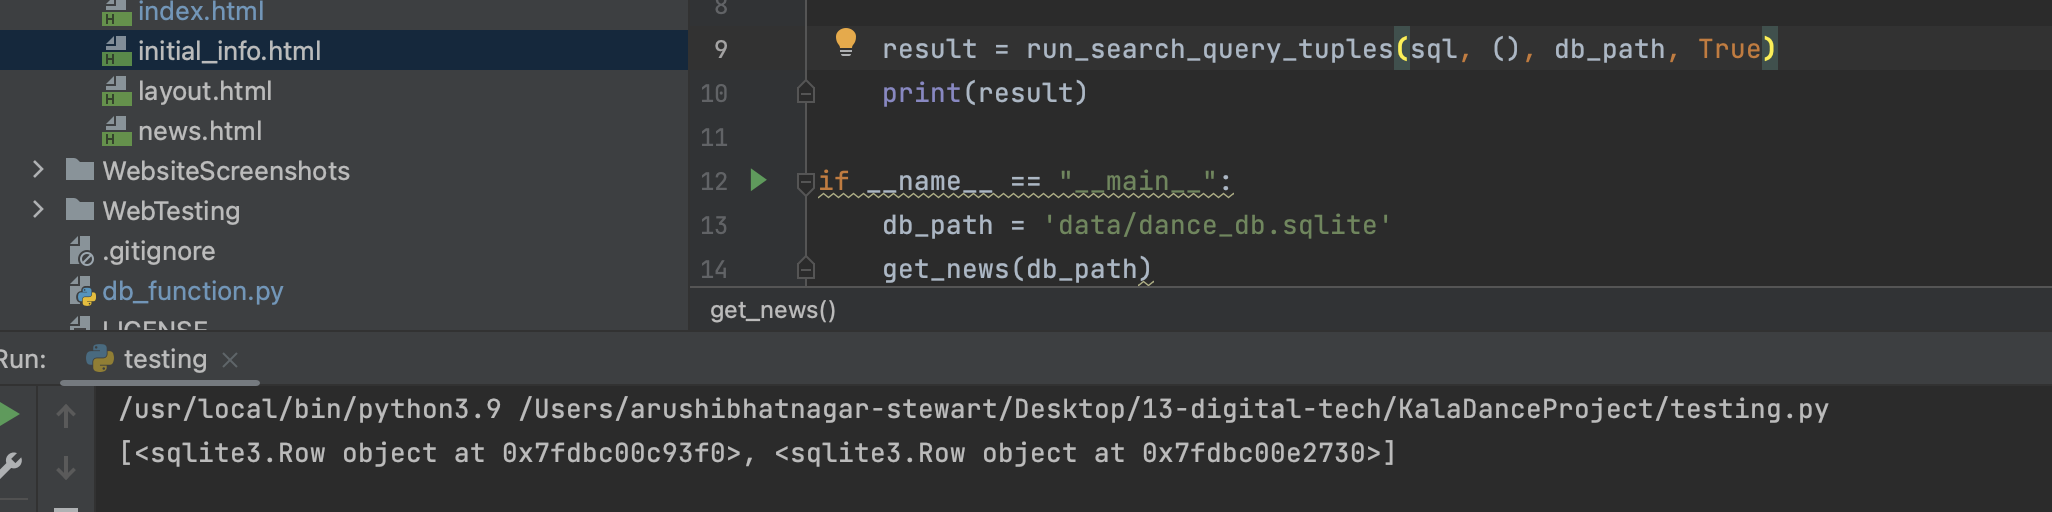 index.html
initial_info.html
layout.html
news.html
WebsiteScreenshots
WebTesting
.gitignore
db_function.py
LICENSE
8
9 result = run_search_query_tuples(sql, (), db_path, True)
10 print(result)
11
12 if __name__ == "__main__":
13 db_path = 'data/dance_db.sqlite'
14 get_news(db_path)
get_news()
Run: testing
/usr/local/bin/python3.9 /Users/arushibhatnagar-stewart/Desktop/13-digital-tech/KalaDanceProject/testing.py
[<sqlite3.Row object at 0x7fdbc00c93f0>, <sqlite3.Row object at 0x7fdbc00e2730>]